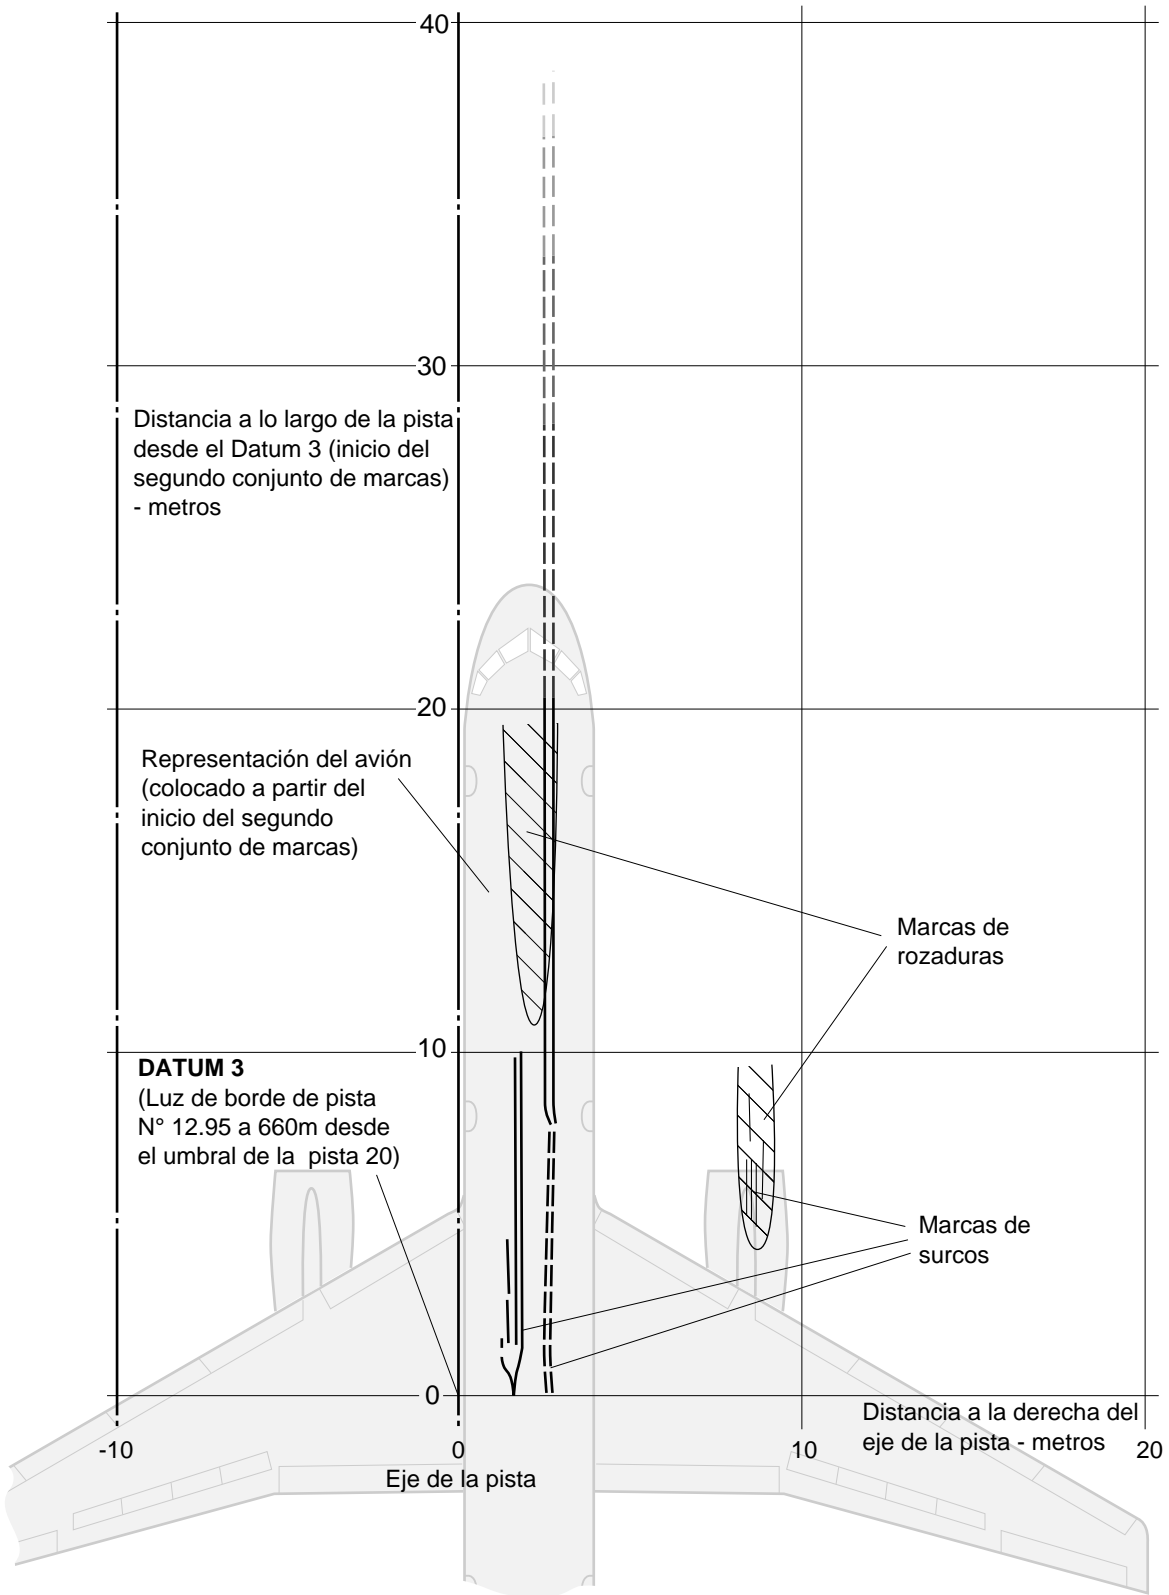 40
30
Distancia a lo largo de la pista
desde el Datum 3 (inicio del
segundo conjunto de marcas)
- metros
20
Representación del avión
(colocado a partir del
inicio del segundo
conjunto de marcas)
Marcas de
rozaduras
10
DATUM 3
(Luz de borde de pista
N° 12.95 a 660m desde
el umbral de la pista 20)
Marcas de
surcos
0
Distancia a la derecha del
eje de la pista - metros
-10
0
10
20
Eje de la pista